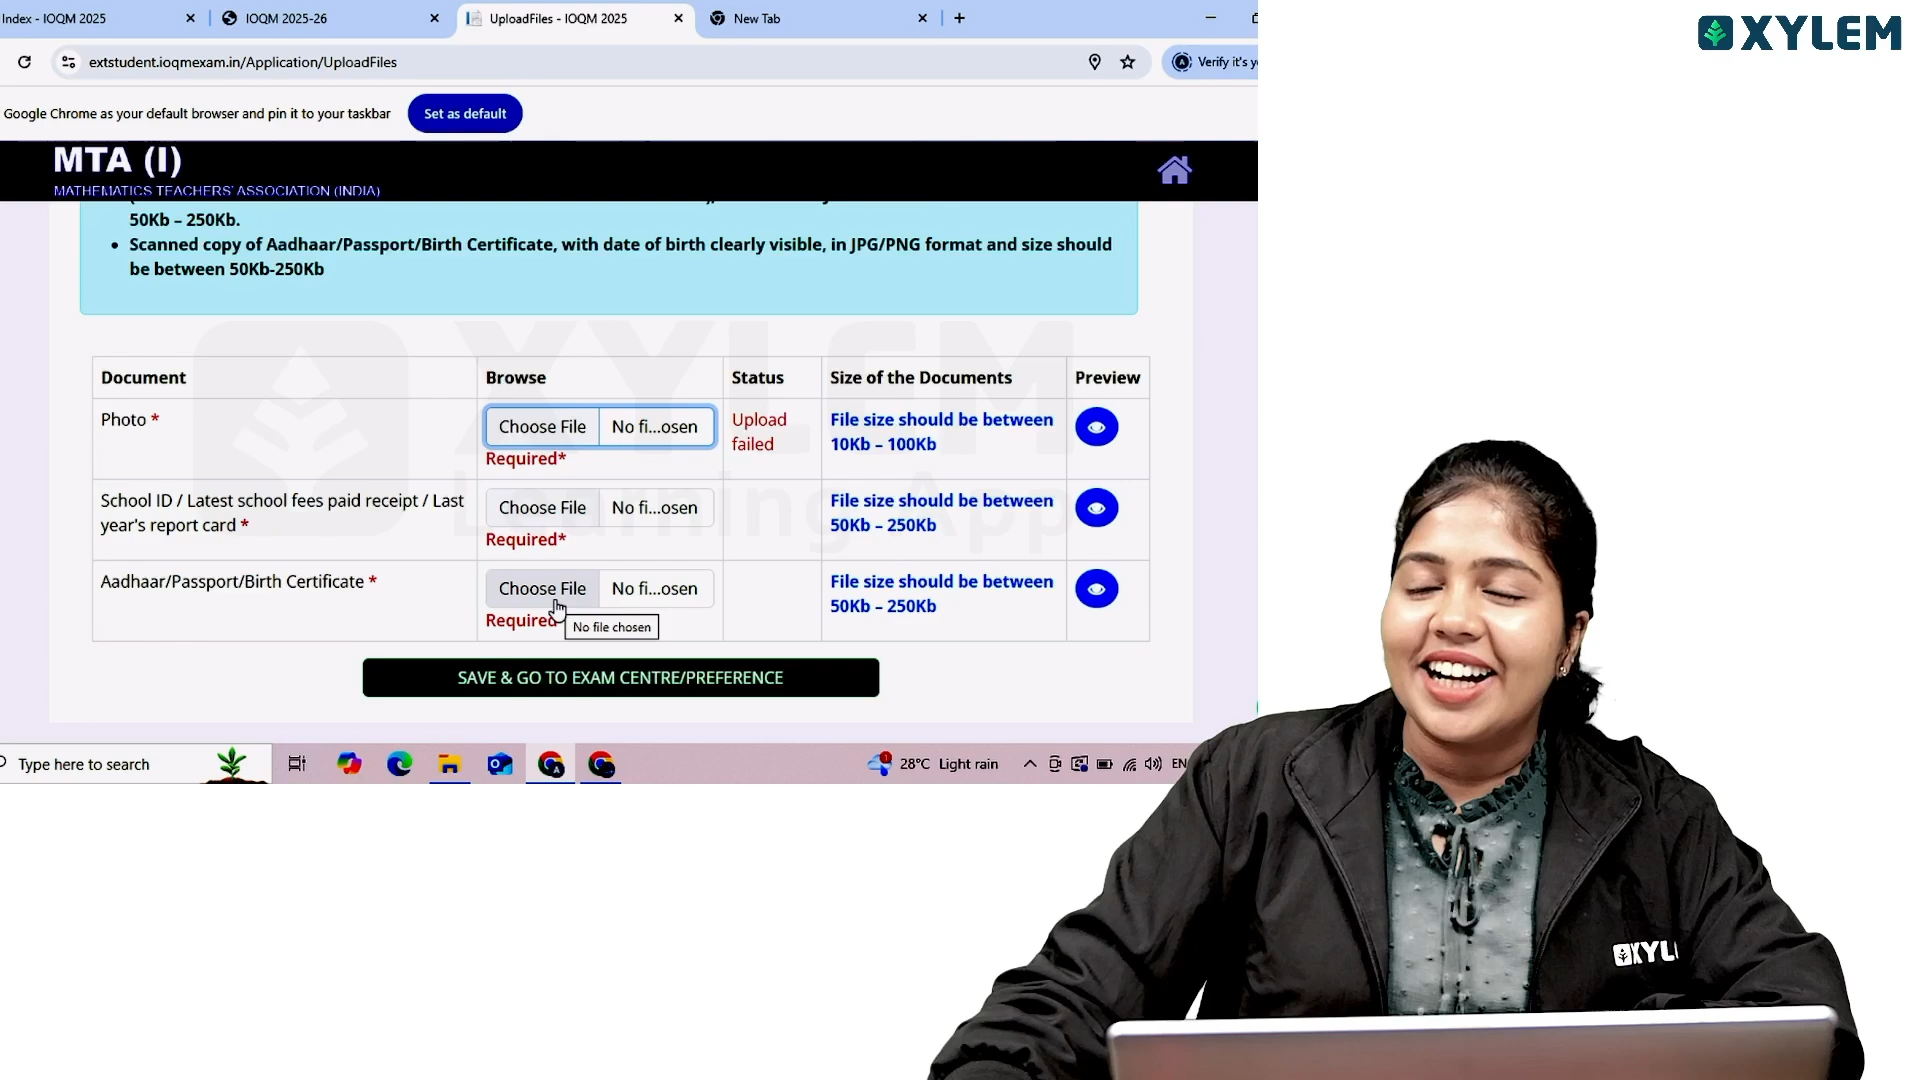 Index - IOQM 2025
IOQM 2025-26
UploadFiles - IOQM 2025
New Tab
XYLEM
extstudent.ioqmexam.in/Application/UploadFiles
Verify it's y
Google Chrome as your default browser and pin it to your taskbar
Set as default
MTA (I)
MATHEMATICS TEACHERS' ASSOCIATION (INDIA)
50Kb – 250Kb.
• Scanned copy of Aadhaar/Passport/Birth Certificate, with date of birth clearly visible, in JPG/PNG format and size should
be between 50Kb-250Kb
XYLEM
Learning App
Document Browse Status Size of the Documents Preview
Photo * Choose File No fi...osen Upload File size should be between
failed 10Kb – 100Kb
Required*
School ID / Latest school fees paid receipt / Last Choose File No fi...osen File size should be between
year's report card * 50Kb – 250Kb
Required*
Aadhaar/Passport/Birth Certificate * Choose File No fi...osen File size should be between
50Kb – 250Kb
Required
No file chosen
SAVE & GO TO EXAM CENTRE/PREFERENCE
Type here to search
28°C Light rain
EN
XYL